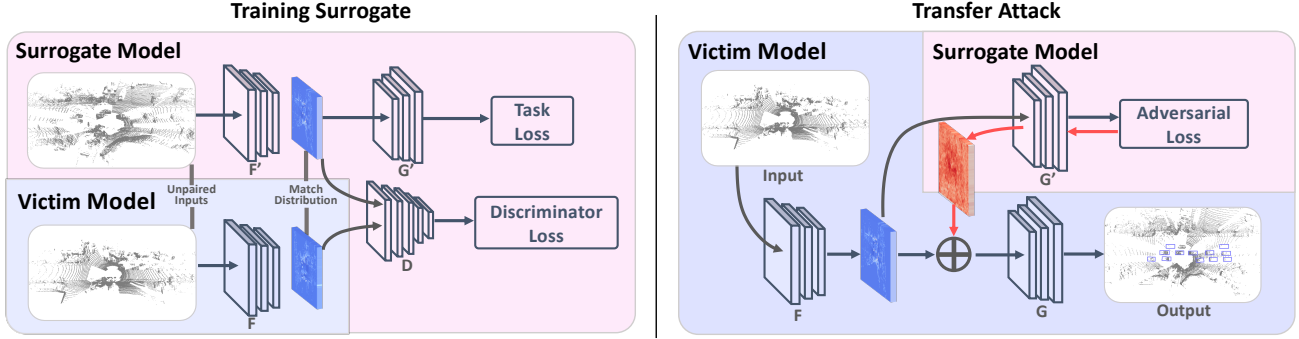 Training Surrogate
Surrogate Model
F'
G'
Task
Loss
Unpaired
Inputs
Match
Distribution
Victim Model
F
D
Discriminator
Loss
Transfer Attack
Victim Model
Surrogate Model
Input
G'
Adversarial
Loss
F
G
Output